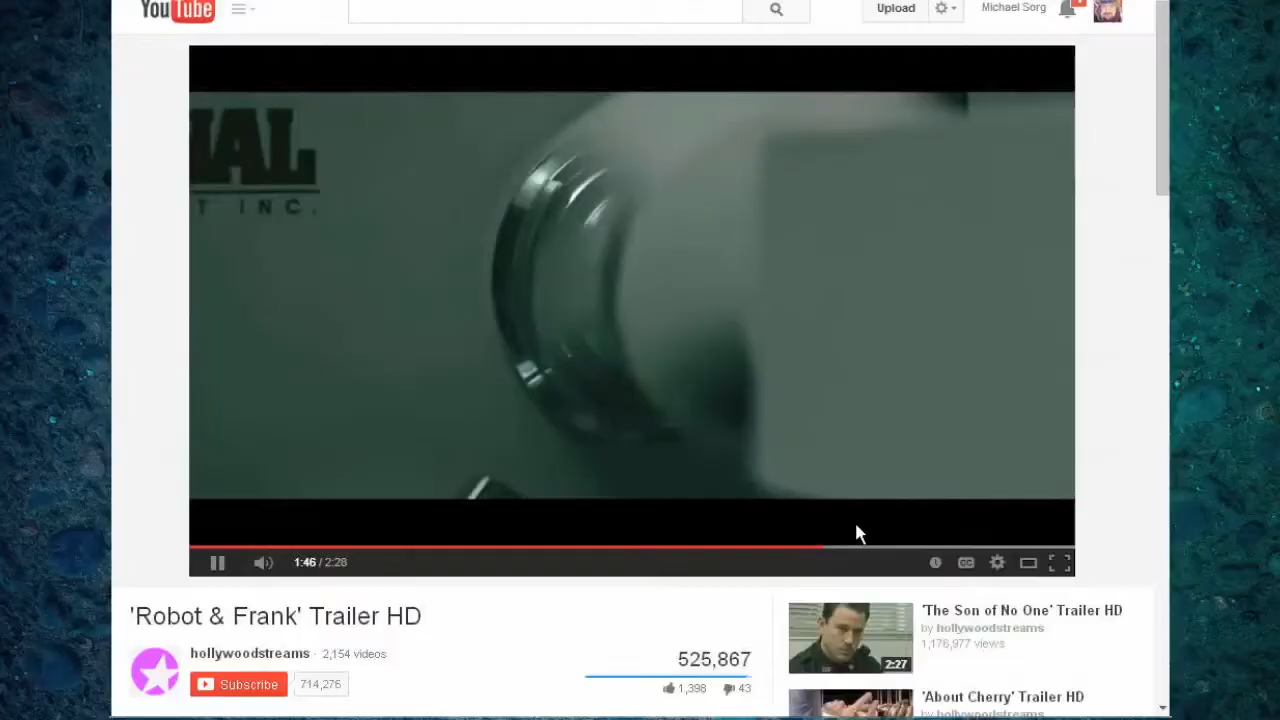 YouTube
Upload
Michael Sorg
IAL
T INC.
1:46 / 2:28
'Robot & Frank' Trailer HD
hollywoodstreams · 2,154 videos
Subscribe 714,276
525,867
1,398 43
2:27
'The Son of No One' Trailer HD
by hollywoodstreams
1,176,977 views
'About Cherry' Trailer HD
by hollywoodstreams